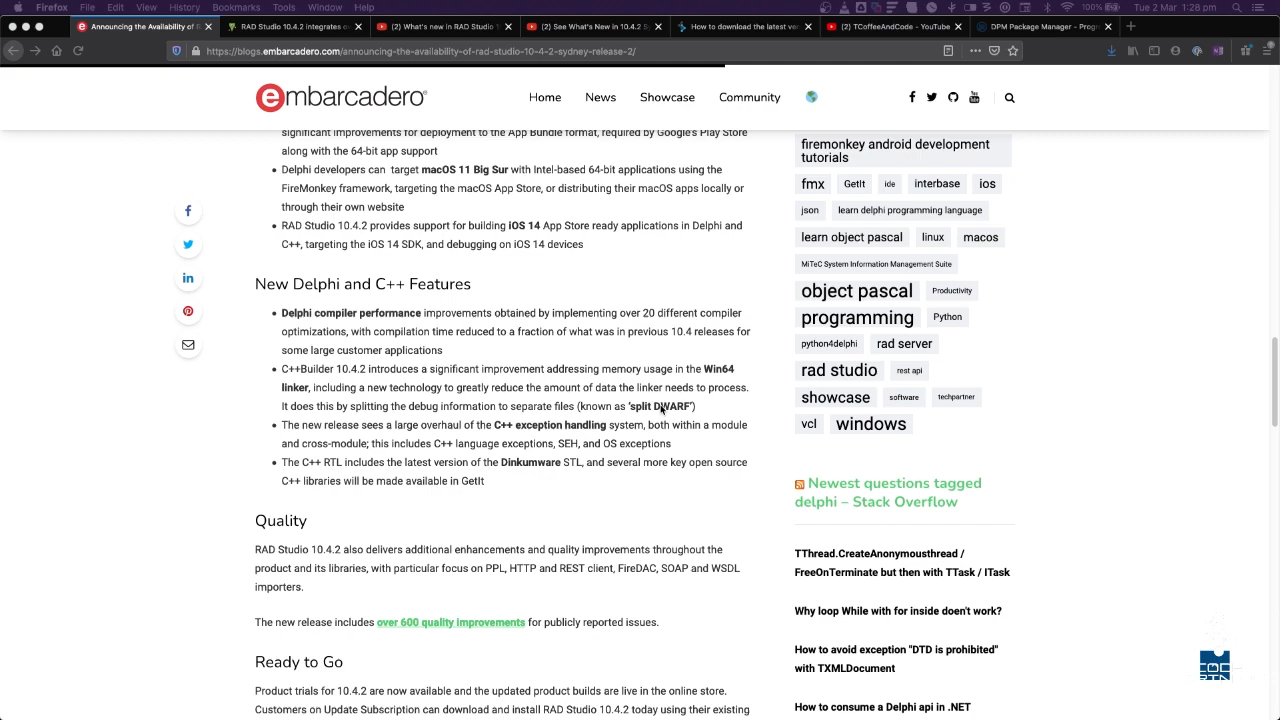 Firefox File Edit View History Bookmarks Tools Window Help
100% Tue 2 Mar 1:28 pm
Announcing the Availability of R
RAD Studio 10.4.2 integrates o
(2) What's new in RAD Studio 1
(2) See What's New in 10.4.2 S
How to download the latest ver
(2) TCoffeeAndCode - YouTube
DPM Package Manager - Progr
https://blogs.embarcadero.com/announcing-the-availability-of-rad-studio-10-4-2-sydney-release-2/
embarcadero
Home News Showcase Community
significant improvements for deployment to the App Bundle format, required by Google's Play Store
along with the 64-bit app support
Delphi developers can target macOS 11 Big Sur with Intel-based 64-bit applications using the
FireMonkey framework, targeting the macOS App Store, or distributing their macOS apps locally or
through their own website
RAD Studio 10.4.2 provides support for building iOS 14 App Store ready applications in Delphi and
C++, targeting the iOS 14 SDK, and debugging on iOS 14 devices
New Delphi and C++ Features
Delphi compiler performance improvements obtained by implementing over 20 different compiler
optimizations, with compilation time reduced to a fraction of what was in previous 10.4 releases for
some large customer applications
C++Builder 10.4.2 introduces a significant improvement addressing memory usage in the Win64
linker, including a new technology to greatly reduce the amount of data the linker needs to process.
It does this by splitting the debug information to separate files (known as 'split DWARF')
The new release sees a large overhaul of the C++ exception handling system, both within a module
and cross-module; this includes C++ language exceptions, SEH, and OS exceptions
The C++ RTL includes the latest version of the Dinkumware STL, and several more key open source
C++ libraries will be made available in GetIt
Quality
RAD Studio 10.4.2 also delivers additional enhancements and quality improvements throughout the
product and its libraries, with particular focus on PPL, HTTP and REST client, FireDAC, SOAP and WSDL
importers.
The new release includes over 600 quality improvements for publicly reported issues.
Ready to Go
Product trials for 10.4.2 are now available and the updated product builds are live in the online store.
Customers on Update Subscription can download and install RAD Studio 10.4.2 today using their existing
firemonkey android development
tutorials
fmx GetIt ide interbase ios
json learn delphi programming language
learn object pascal linux macos
MiTeC System Information Management Suite
object pascal Productivity
programming Python
python4delphi rad server
rad studio rest api
showcase software techpartner
vcl windows
Newest questions tagged
delphi – Stack Overflow
TThread.CreateAnonymousthread /
FreeOnTerminate but then with TTask / ITask
Why loop While with for inside doen't work?
How to avoid exception "DTD is prohibited"
with TXMLDocument
How to consume a Delphi api in .NET